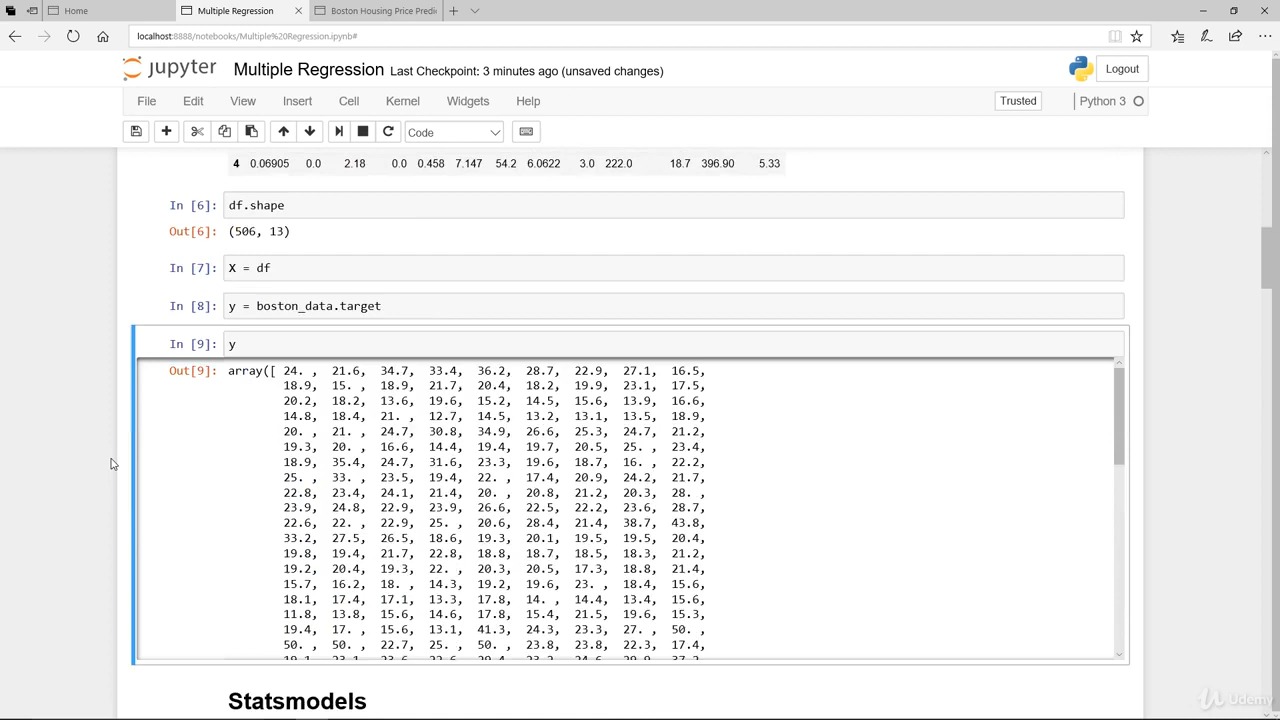 Home
Multiple Regression
Boston Housing Price Predi
localhost:8888/notebooks/Multiple%20Regression.ipynb#
jupyter Multiple Regression Last Checkpoint: 3 minutes ago (unsaved changes) Logout
File Edit View Insert Cell Kernel Widgets Help Trusted Python 3
Code
4 0.06905 0.0 2.18 0.0 0.458 7.147 54.2 6.0622 3.0 222.0 18.7 396.90 5.33
In [6]: df.shape
Out[6]: (506, 13)
In [7]: X = df
In [8]: y = boston_data.target
In [9]: y
Out[9]: array([ 24. , 21.6, 34.7, 33.4, 36.2, 28.7, 22.9, 27.1, 16.5,
18.9, 15. , 18.9, 21.7, 20.4, 18.2, 19.9, 23.1, 17.5,
20.2, 18.2, 13.6, 19.6, 15.2, 14.5, 15.6, 13.9, 16.6,
14.8, 18.4, 21. , 12.7, 14.5, 13.2, 13.1, 13.5, 18.9,
20. , 21. , 24.7, 30.8, 34.9, 26.6, 25.3, 24.7, 21.2,
19.3, 20. , 16.6, 14.4, 19.4, 19.7, 20.5, 25. , 23.4,
18.9, 35.4, 24.7, 31.6, 23.3, 19.6, 18.7, 16. , 22.2,
25. , 33. , 23.5, 19.4, 22. , 17.4, 20.9, 24.2, 21.7,
22.8, 23.4, 24.1, 21.4, 20. , 20.8, 21.2, 20.3, 28. ,
23.9, 24.8, 22.9, 23.9, 26.6, 22.5, 22.2, 23.6, 28.7,
22.6, 22. , 22.9, 25. , 20.6, 28.4, 21.4, 38.7, 43.8,
33.2, 27.5, 26.5, 18.6, 19.3, 20.1, 19.5, 19.5, 20.4,
19.8, 19.4, 21.7, 22.8, 18.8, 18.7, 18.5, 18.3, 21.2,
19.2, 20.4, 19.3, 22. , 20.3, 20.5, 17.3, 18.8, 21.4,
15.7, 16.2, 18. , 14.3, 19.2, 19.6, 23. , 18.4, 15.6,
18.1, 17.4, 17.1, 13.3, 17.8, 14. , 14.4, 13.4, 15.6,
11.8, 13.8, 15.6, 14.6, 17.8, 15.4, 21.5, 19.6, 15.3,
19.4, 17. , 15.6, 13.1, 41.3, 24.3, 23.3, 27. , 50. ,
50. , 50. , 22.7, 25. , 50. , 23.8, 23.8, 22.3, 17.4,
19.1, 23.1, 23.6, 22.6, 29.4, 23.2, 24.6, 29.9, 37.2,
Statsmodels
Udemy